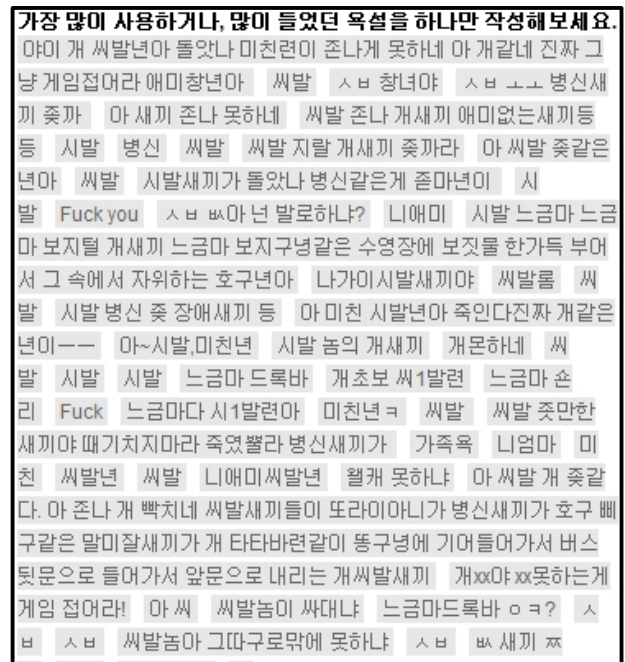 가장 많이 사용하거나, 많이 들었던 욕설을 하나만 작성해보세요.
야이 개 씨발년아 돌앗나 미친련이 존나게 못하네 아 개같네 진짜 그
냥 게임접어라 애미창년아 씨발 ㅅㅂ 창녀야 ㅅㅂ ㅗㅗ 병신새
끼 좆까 아 새끼 존나 못하네 씨발 존나 개새끼 애미없는새끼등
등 시발 병신 씨발 씨발 지랄 개새끼 좆까라 아 씨발 좆같은
년아 씨발 시발새끼가 돌았나 병신같은게 좉마년이 시
발 Fuck you ㅅㅂ ㅄ아 넌 발로하냐? 니애미 시발 느금마 느금
마 보지털 개새끼 느금마 보지구녕같은 수영장에 보짓물 한가득 부어
서 그 속에서 자위하는 호구년아 나가이시발새끼야 씨발롬 씨
발 시발 병신 좆 장애새끼 등 아 미친 시발년아 죽인다진짜 개같은
년이ㅡㅡ 아~시발,미친년 시발 놈의 개새끼 개몬하네 씨
발 시발 시발 느금마 드록바 개초보 씨1발련 느금마 숀
리 Fuck 느금마다 시1발련아 미친년ㅋ 씨발 씨발 좃만한
새끼야 때기치지마라 죽였뿔라 병신새끼가 가족욕 니엄마 미
친 씨발년 씨발 니애미씨발년 왤캐 못하냐 아 씨발 개 좆같
다. 아 존나 개 빡치네 씨발새끼들이 또라이아니가 병신새끼가 호구 삐
구같은 말미잘새끼가 개 타타바련같이 똥구녕에 기어들어가서 버스
뒷문으로 들어가서 앞문으로 내리는 개씨발새끼 개xx야 xx못하는게
게임 접어라! 아 씨 씨발놈이 싸대냐 느금마드록바 ㅇㅋ? ㅅ
ㅂ ㅅㅂ 씨발놈아 그따구로밖에 못하냐 ㅅㅂ ㅄ 새끼 ㅉ